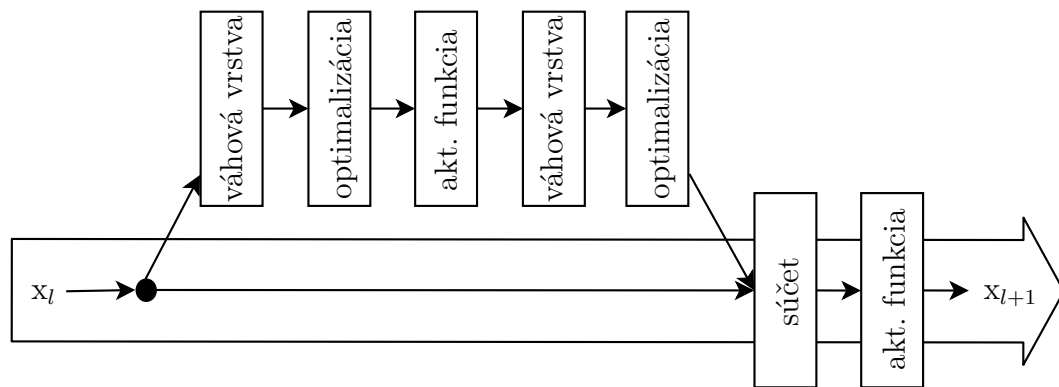 váhová vrstva
optimalizácia
akt. funkcia
váhová vrstva
optimalizácia
x_l
súčet
akt. funkcia
x_{l+1}